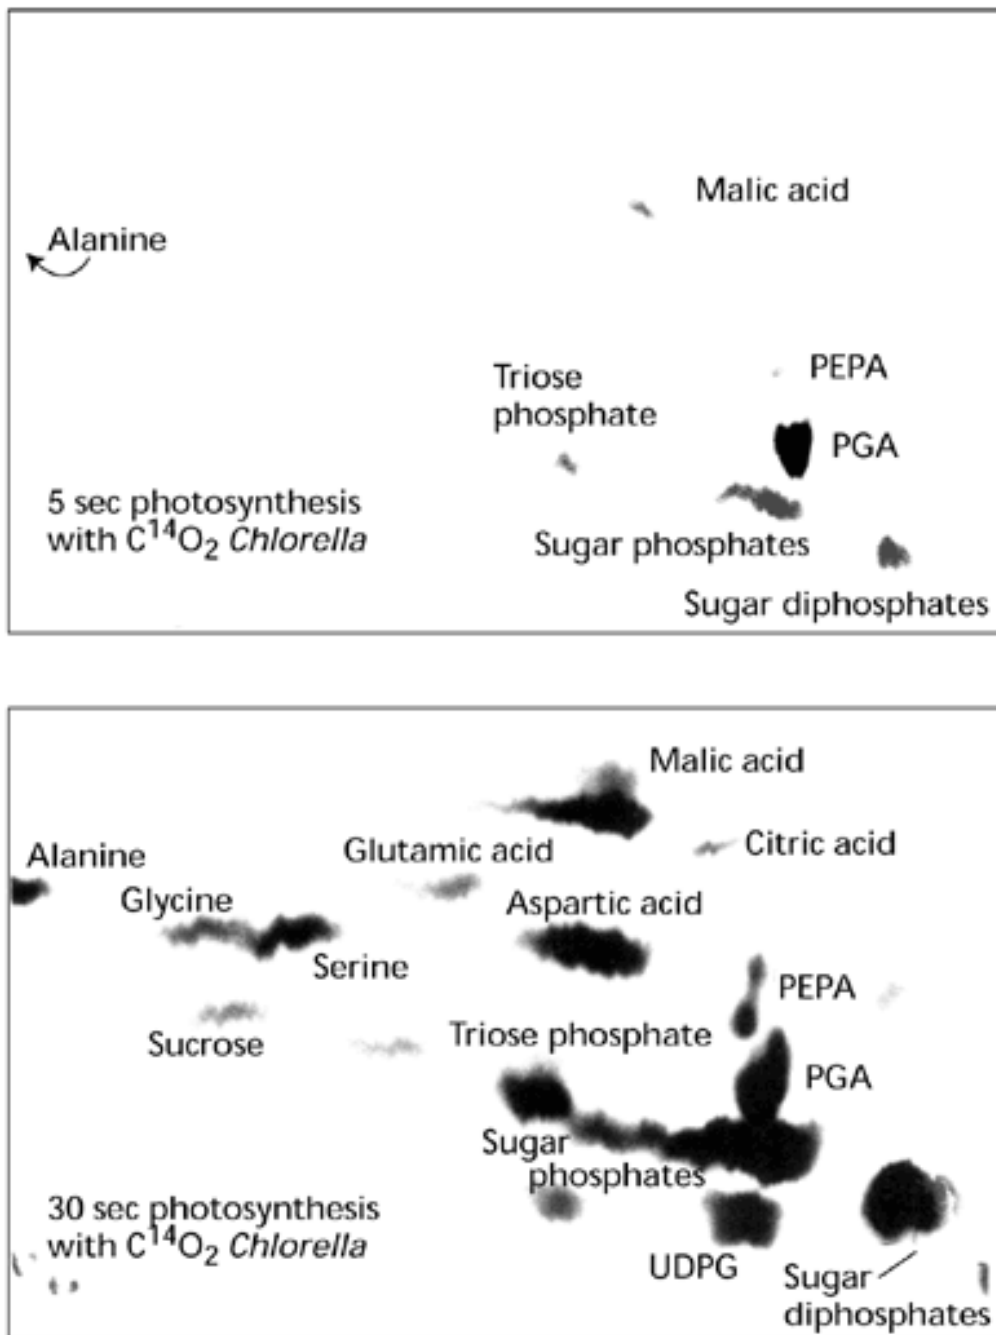 Malic acid
Alanine
PEPA
Triose
phosphate
PGA
5 sec photosynthesis
with C¹⁴O₂ Chlorella
Sugar phosphates
Sugar diphosphates
Malic acid
Glutamic acid
Citric acid
Alanine
Glycine
Aspartic acid
Serine
PEPA
Sucrose
Triose phosphate
PGA
Sugar
phosphates
30 sec photosynthesis
with C¹⁴O₂ Chlorella
UDPG
Sugar
diphosphates